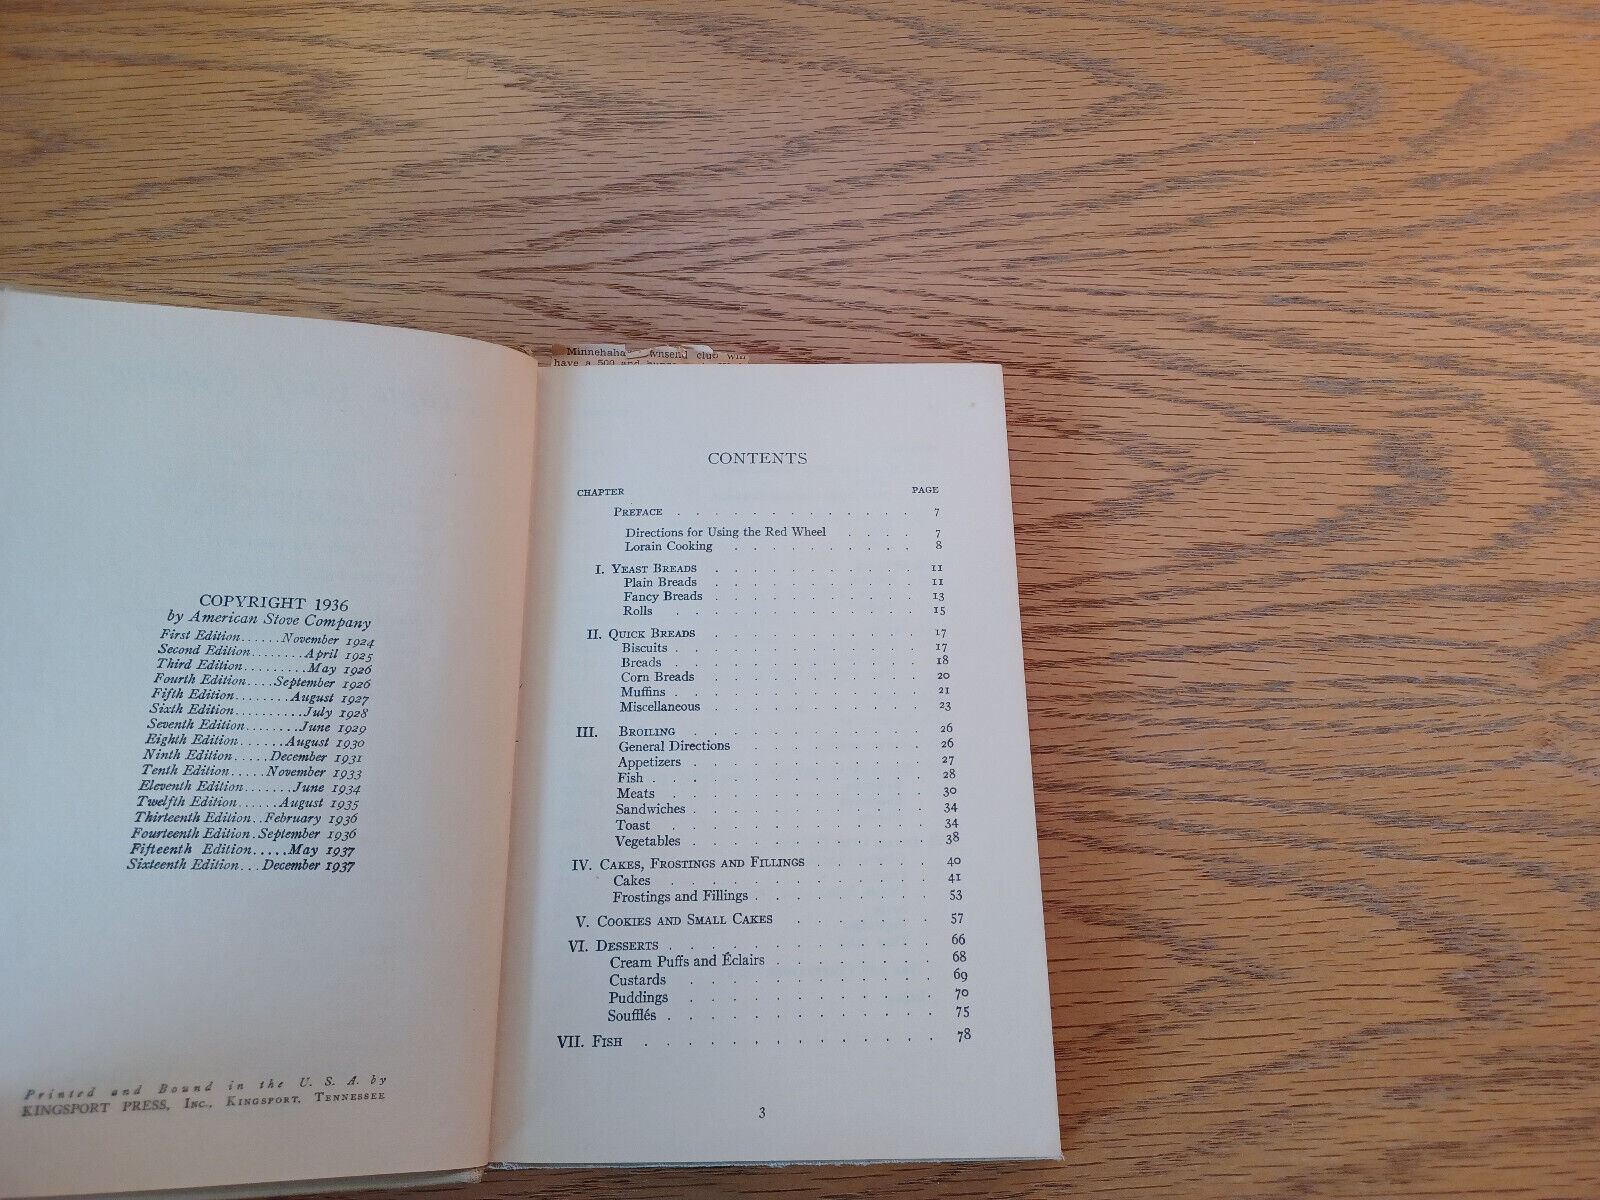 COPYRIGHT 1936
by American Stove Company
First Edition......November 1924
Second Edition........April 1925
Third Edition.........May 1926
Fourth Edition....September 1926
Fifth Edition.......August 1927
Sixth Edition..........July 1928
Seventh Edition........June 1929
Eighth Edition.......August 1930
Ninth Edition.....December 1931
Tenth Edition.....November 1933
Eleventh Edition.......June 1934
Twelfth Edition......August 1935
Thirteenth Edition..February 1936
Fourteenth Edition.September 1936
Fifteenth Edition.....May 1937
Sixteenth Edition...December 1937
Printed and Bound in the U. S. A. by
KINGSPORT PRESS, INC., KINGSPORT, TENNESSEE
Minnehaha wnsend club will
have a 500 and
CONTENTS
CHAPTER PAGE
PREFACE . . . . . . . . . . . . . 7
Directions for Using the Red Wheel . . . . 7
Lorain Cooking . . . . . . . . . . 8
I. YEAST BREADS . . . . . . . . . . . 11
Plain Breads . . . . . . . . . . . 11
Fancy Breads . . . . . . . . . . . 13
Rolls . . . . . . . . . . . . . 15
II. QUICK BREADS . . . . . . . . . . . 17
Biscuits . . . . . . . . . . . . . 17
Breads . . . . . . . . . . . . . 18
Corn Breads . . . . . . . . . . . 20
Muffins . . . . . . . . . . . . . 21
Miscellaneous . . . . . . . . . . . 23
III. BROILING . . . . . . . . . . . . 26
General Directions . . . . . . . . . 26
Appetizers . . . . . . . . . . . . 27
Fish . . . . . . . . . . . . . . 28
Meats . . . . . . . . . . . . . 30
Sandwiches . . . . . . . . . . . . 34
Toast . . . . . . . . . . . . . 34
Vegetables . . . . . . . . . . . . 38
IV. CAKES, FROSTINGS AND FILLINGS . . . . . . 40
Cakes . . . . . . . . . . . . . 41
Frostings and Fillings . . . . . . . . . 53
V. COOKIES AND SMALL CAKES . . . . . . . 57
VI. DESSERTS . . . . . . . . . . . . . 66
Cream Puffs and Éclairs . . . . . . . . 68
Custards . . . . . . . . . . . . 69
Puddings . . . . . . . . . . . . 70
Soufflés . . . . . . . . . . . . . 75
VII. FISH . . . . . . . . . . . . . . 78
3